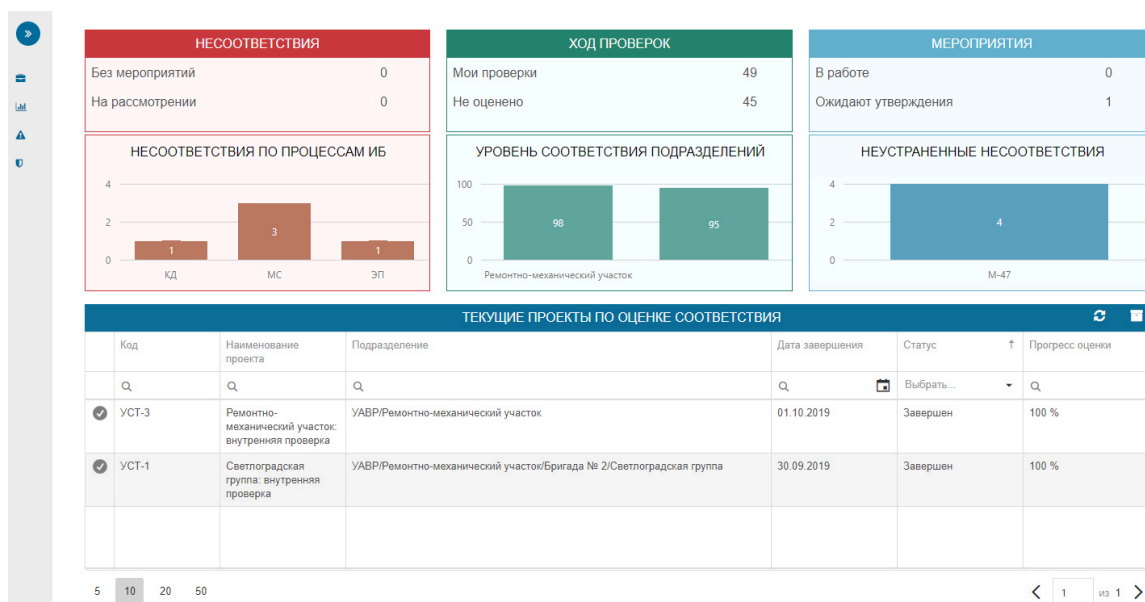 НЕСООТВЕТСТВИЯ
Без мероприятий 0
На рассмотрении 0
ХОД ПРОВЕРОК
Мои проверки 49
Не оценено 45
МЕРОПРИЯТИЯ
В работе 0
Ожидают утверждения 1
НЕСООТВЕТСТВИЯ ПО ПРОЦЕССАМ ИБ
4
2
0
1
3
1
КД МС ЭП
УРОВЕНЬ СООТВЕТСТВИЯ ПОДРАЗДЕЛЕНИЙ
100
50
0
98
95
Ремонтно-механический участок
НЕУСТРАНЕННЫЕ НЕСООТВЕТСТВИЯ
4
2
0
4
М-47
ТЕКУЩИЕ ПРОЕКТЫ ПО ОЦЕНКЕ СООТВЕТСТВИЯ
Код
Наименование
проекта
Подразделение
Дата завершения
Статус
Прогресс оценки
Выбрать...
УСТ-3
Ремонтно-
механический участок:
внутренняя проверка
УАВР/Ремонтно-механический участок
01.10.2019
Завершен
100 %
УСТ-1
Светлоградская
группа: внутренняя
проверка
УАВР/Ремонтно-механический участок/Бригада № 2/Светлоградская группа
30.09.2019
Завершен
100 %
5 10 20 50
1 из 1